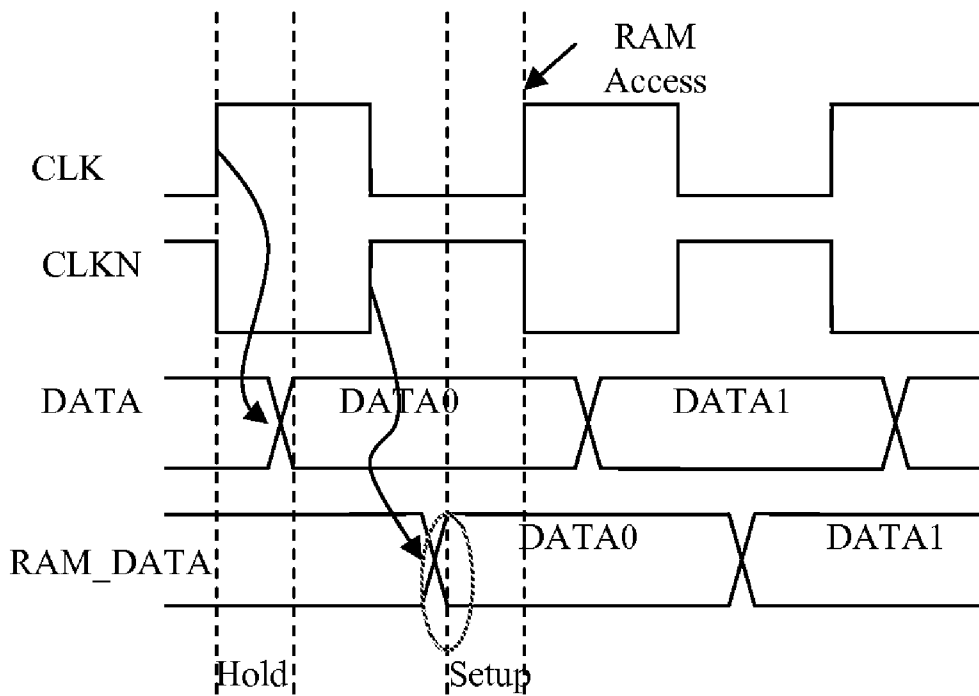 RAM
Access
CLK
CLKN
DATA
DATA0
DATA1
RAM_DATA
DATA0
DATA1
Hold
Setup